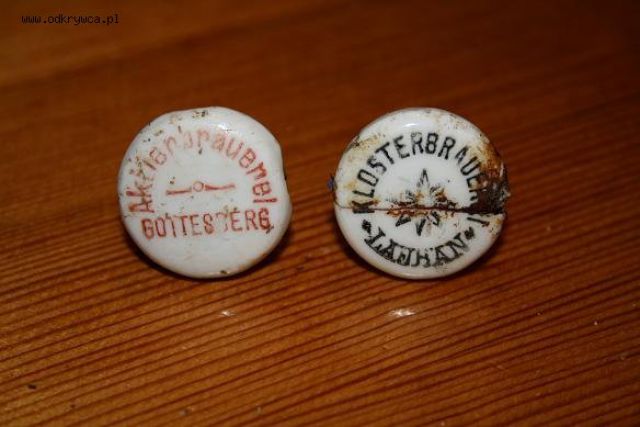 www.odkrywca.pl
Aktienbrauerei
GOTTESBERG
KLOSTERBRAUEREI
LAUBAN